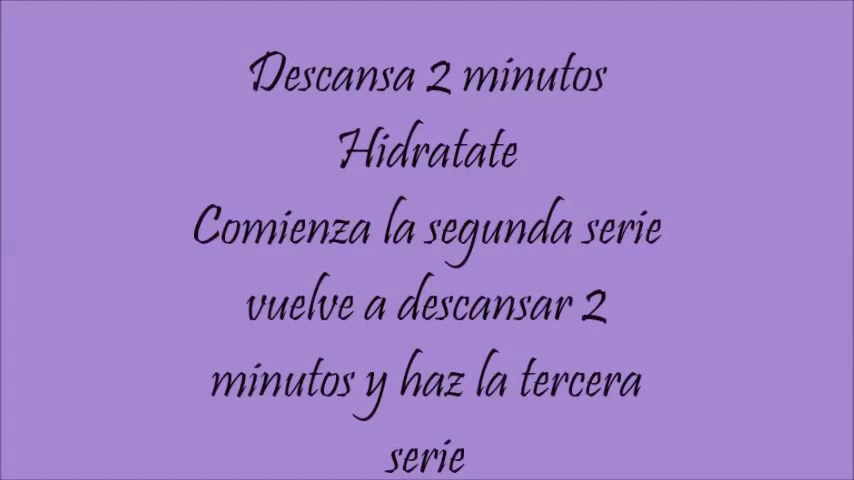 Descansa 2 minutos
Hidratate
Comienza la segunda serie
vuelve a descansar 2
minutos y haz la tercera
serie